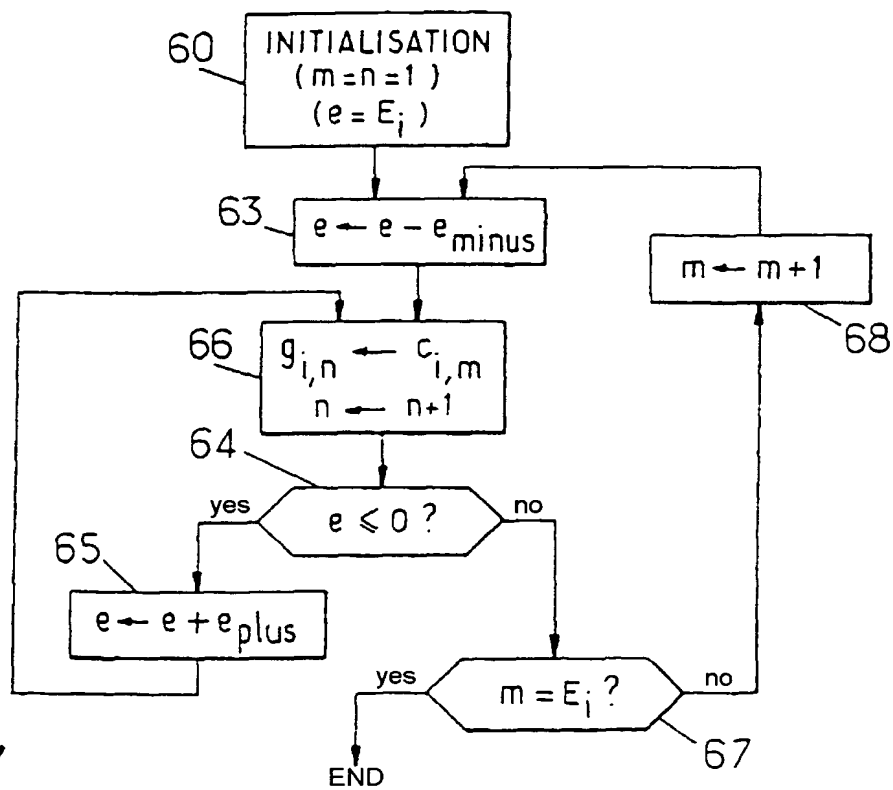 60
INITIALISATION
(m=n=1)
(e = E_i)
63
e ← e - e_minus
m ← m+1
68
66
g_i,n ← c_i,m
n ← n+1
64
yes
e ⩽ 0 ?
no
65
e ← e + e_plus
yes
m = E_i ?
no
67
END